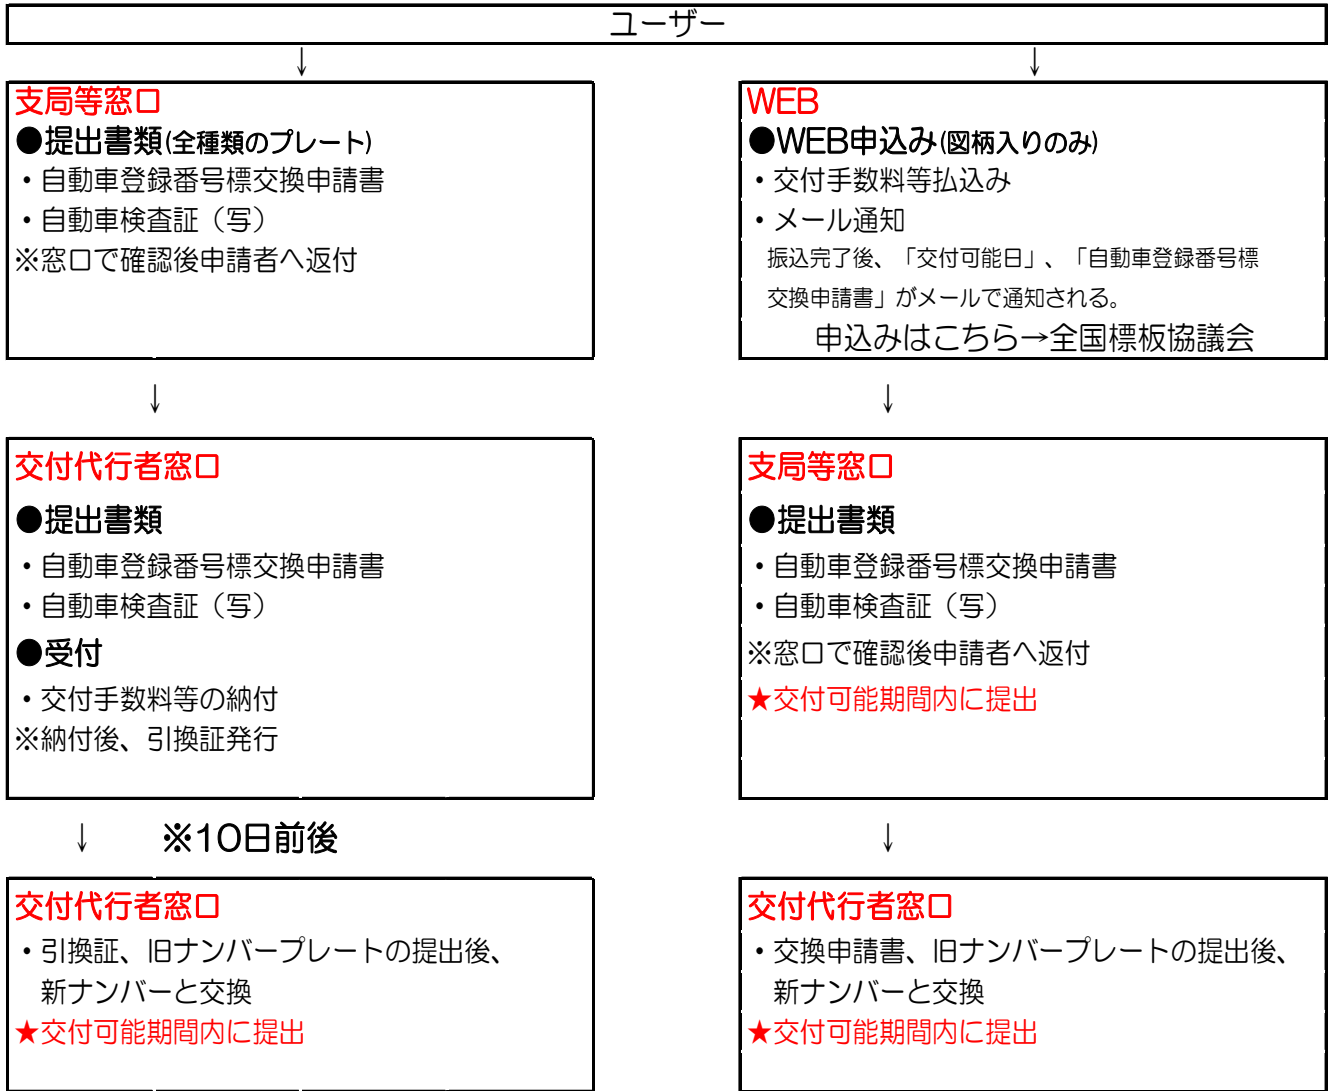 ユーザー
↓
↓
支局等窓口
●提出書類(全種類のプレート)
・自動車登録番号標交換申請書
・自動車検査証（写）
※窓口で確認後申請者へ返付
WEB
●WEB申込み(図柄入りのみ)
・交付手数料等払込み
・メール通知
振込完了後、「交付可能日」、「自動車登録番号標
交換申請書」がメールで通知される。
申込みはこちら→全国標板協議会
↓
↓
交付代行者窓口
●提出書類
・自動車登録番号標交換申請書
・自動車検査証（写）
●受付
・交付手数料等の納付
※納付後、引換証発行
支局等窓口
●提出書類
・自動車登録番号標交換申請書
・自動車検査証（写）
※窓口で確認後申請者へ返付
★交付可能期間内に提出
↓ ※10日前後
↓
交付代行者窓口
・引換証、旧ナンバープレートの提出後、
新ナンバーと交換
★交付可能期間内に提出
交付代行者窓口
・交換申請書、旧ナンバープレートの提出後、
新ナンバーと交換
★交付可能期間内に提出